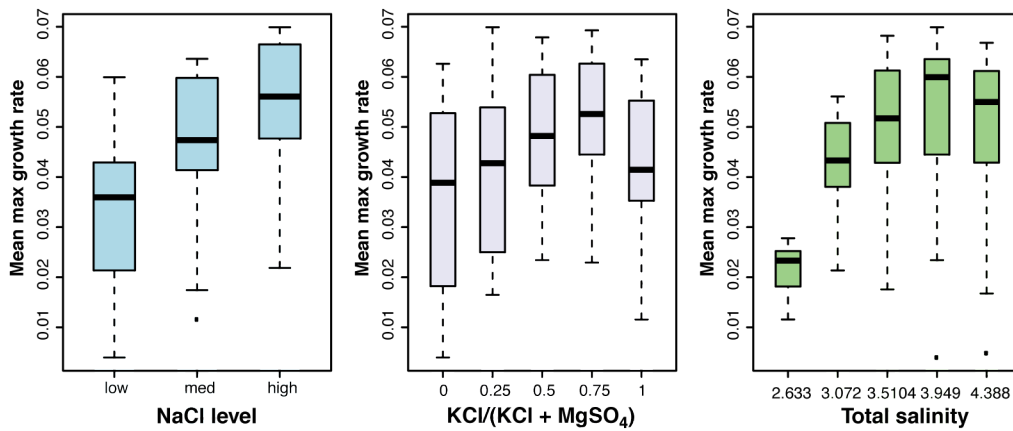 Mean max growth rate
0.07
0.06
0.05
0.04
0.03
0.02
0.01
low med high
NaCl level
Mean max growth rate
0.07
0.06
0.05
0.04
0.03
0.02
0.01
0 0.25 0.5 0.75 1
KCl/(KCl + MgSO₄)
Mean max growth rate
0.07
0.06
0.05
0.04
0.03
0.02
0.01
2.633 3.072 3.5104 3.949 4.388
Total salinity